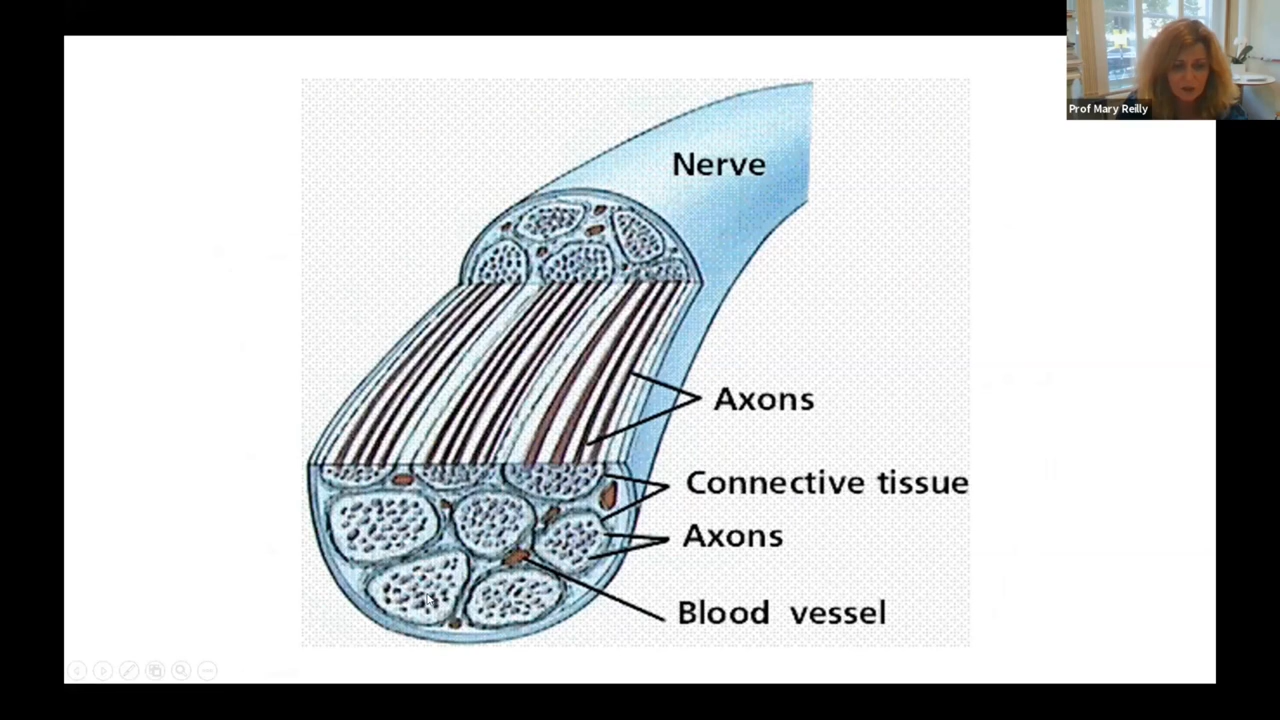 Prof Mary Reilly
Nerve
Axons
Connective tissue
Axons
Blood vessel